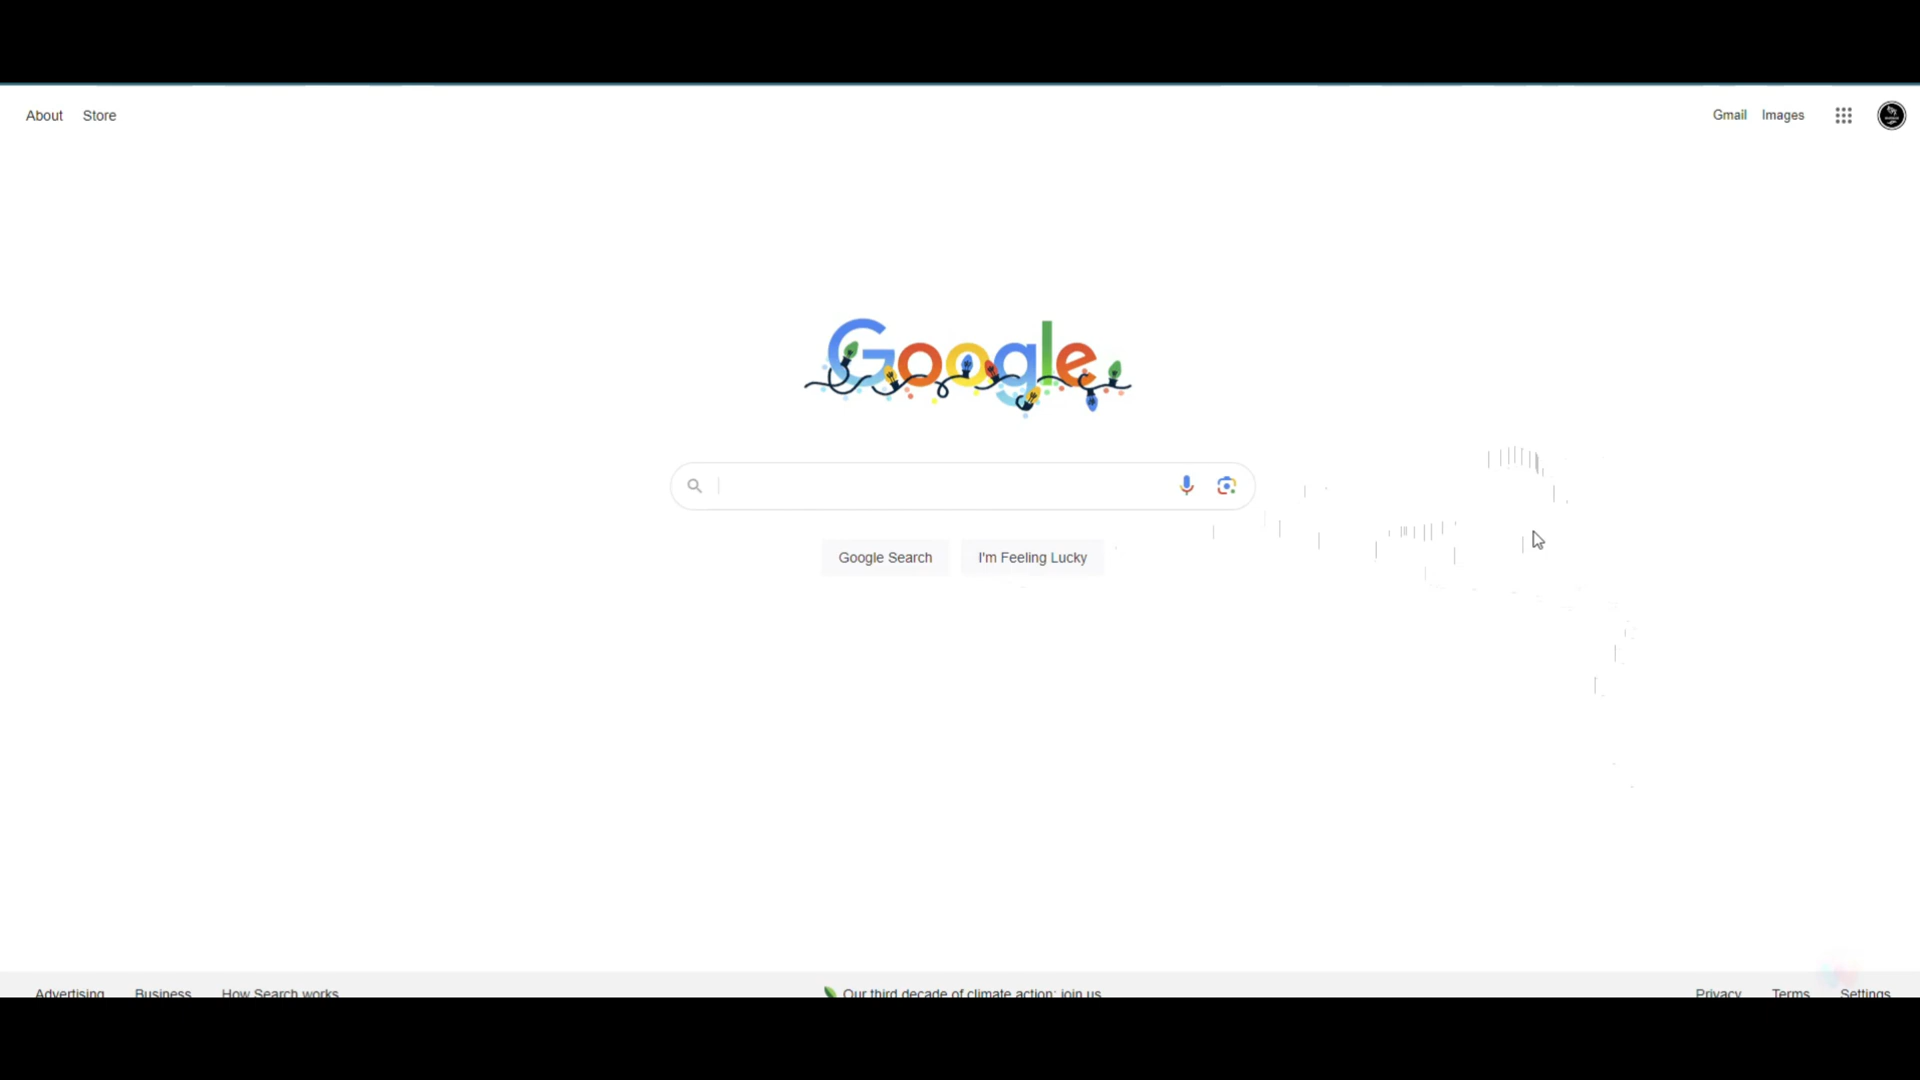 About Store
Gmail Images
Google
Google Search I'm Feeling Lucky
Advertising Business How Search works
Our third decade of climate action: join us
Privacy Terms Settings